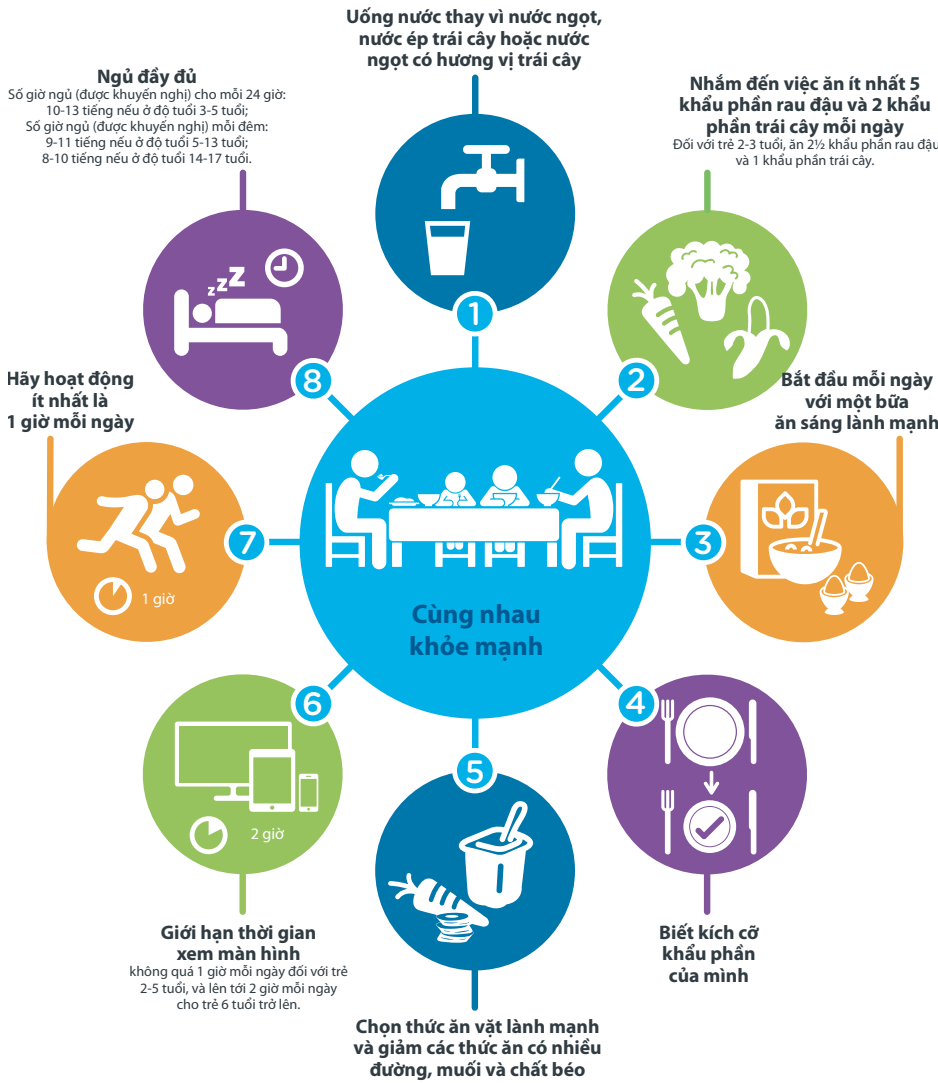 Uống nước thay vì nước ngọt,
nước ép trái cây hoặc nước
ngọt có hương vị trái cây
1
Nhắm đến việc ăn ít nhất 5
khẩu phần rau đậu và 2 khẩu
phần trái cây mỗi ngày
Đối với trẻ 2-3 tuổi, ăn 2½ khẩu phần rau đậu
và 1 khẩu phần trái cây.
2
Bắt đầu mỗi ngày
với một bữa
ăn sáng lành mạnh
3
4
Biết kích cỡ
khẩu phần
của mình
5
Chọn thức ăn vặt lành mạnh
và giảm các thức ăn có nhiều
đường, muối và chất béo
6
2 giờ
Giới hạn thời gian
xem màn hình
không quá 1 giờ mỗi ngày đối với trẻ
2-5 tuổi, và lên tới 2 giờ mỗi ngày
cho trẻ 6 tuổi trở lên.
Hãy hoạt động
ít nhất là
1 giờ mỗi ngày
7
1 giờ
Ngủ đầy đủ
Số giờ ngủ (được khuyến nghị) cho mỗi 24 giờ:
10-13 tiếng nếu ở độ tuổi 3-5 tuổi;
Số giờ ngủ (được khuyến nghị) mỗi đêm:
9-11 tiếng nếu ở độ tuổi 5-13 tuổi;
8-10 tiếng nếu ở độ tuổi 14-17 tuổi.
zzz
8
Cùng nhau
khỏe mạnh